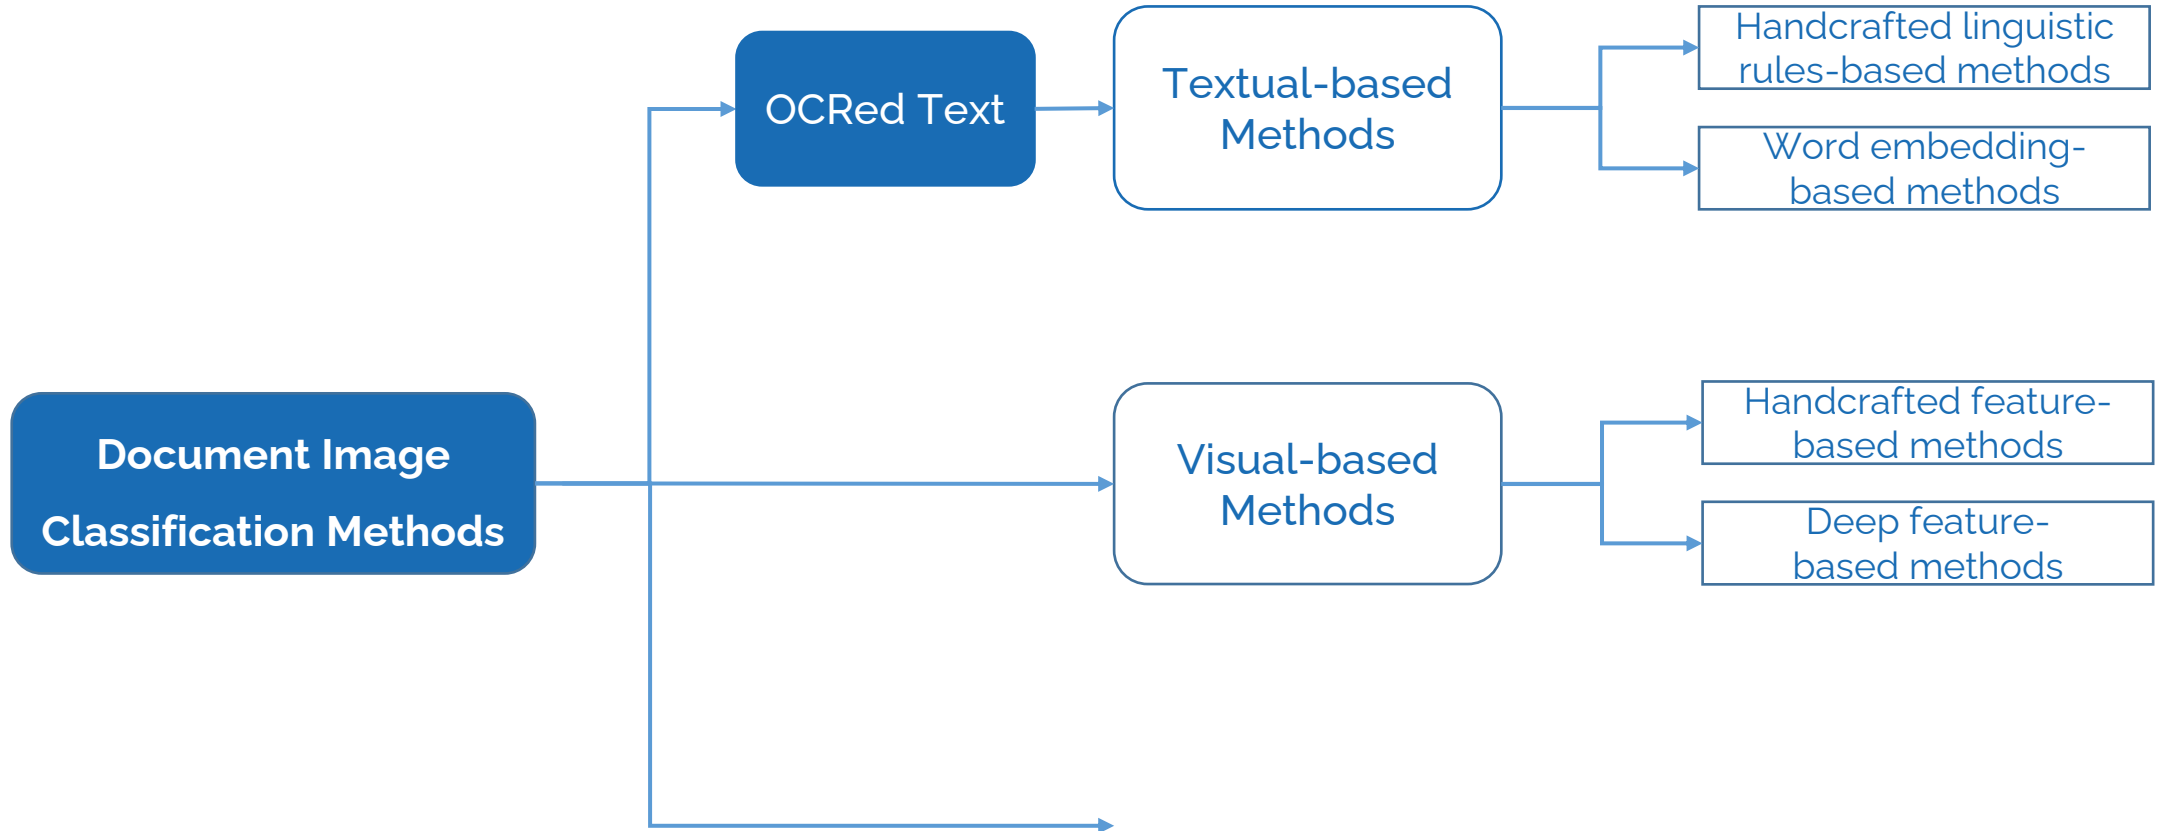 OCRed Text
Textual-based
Methods
Handcrafted linguistic
rules-based methods
Word embedding-
based methods
Document Image
Classification Methods
Visual-based
Methods
Handcrafted feature-
based methods
Deep feature-
based methods